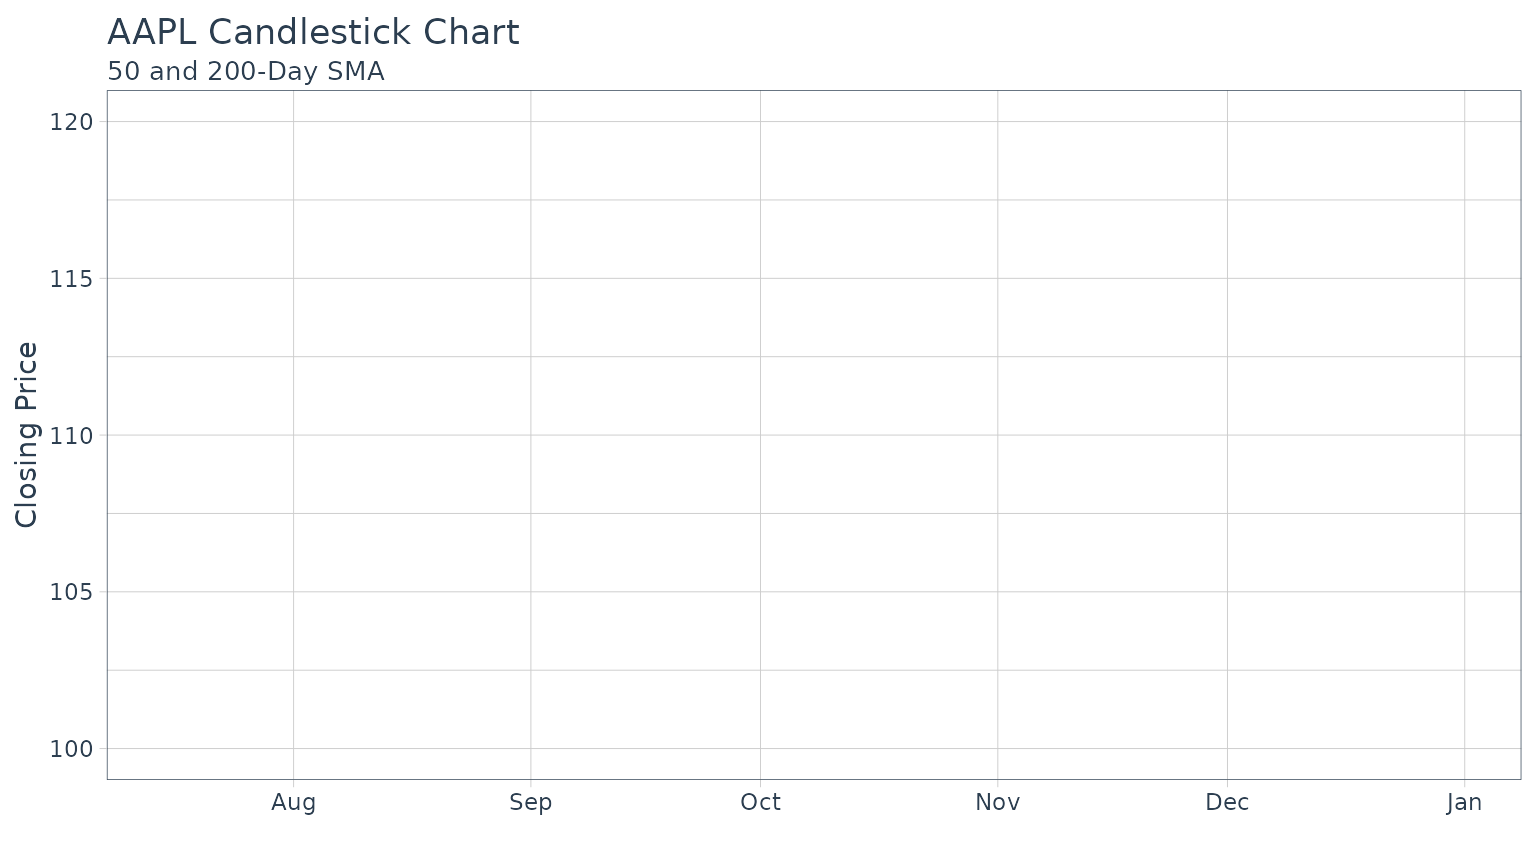 AAPL Candlestick Chart
50 and 200-Day SMA
Closing Price
120
115
110
105
100
Aug Sep Oct Nov Dec Jan